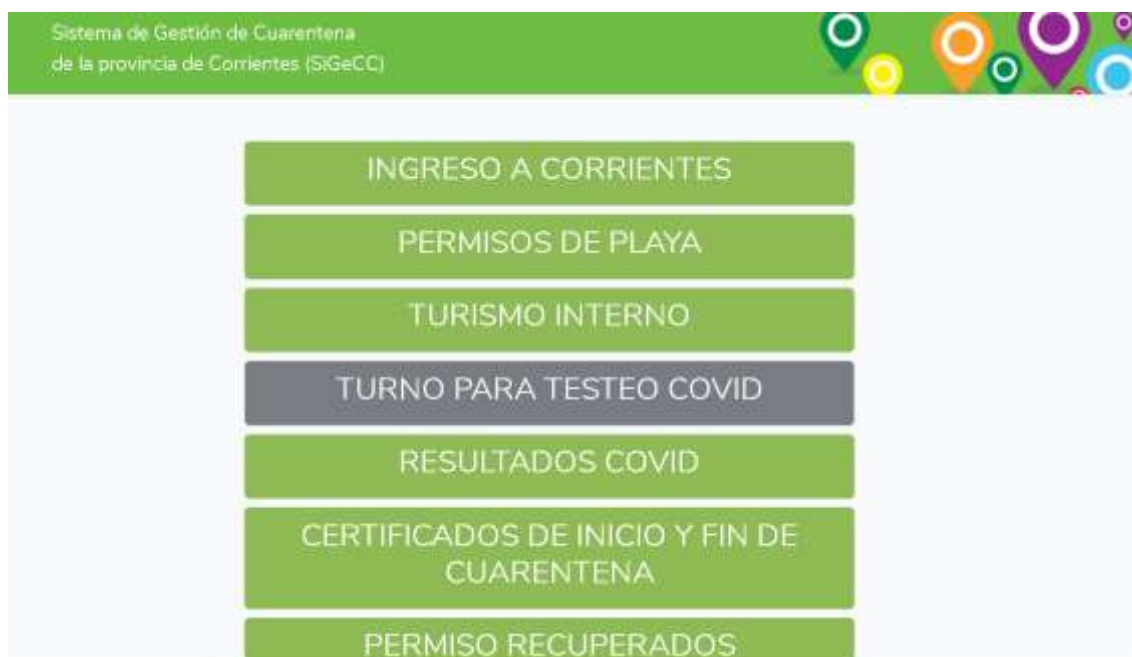 Sistema de Gestión de Cuarentena
de la provincia de Corrientes (SiGeCC)
INGRESO A CORRIENTES
PERMISOS DE PLAYA
TURISMO INTERNO
TURNO PARA TESTEO COVID
RESULTADOS COVID
CERTIFICADOS DE INICIO Y FIN DE
CUARENTENA
PERMISO RECUPERADOS